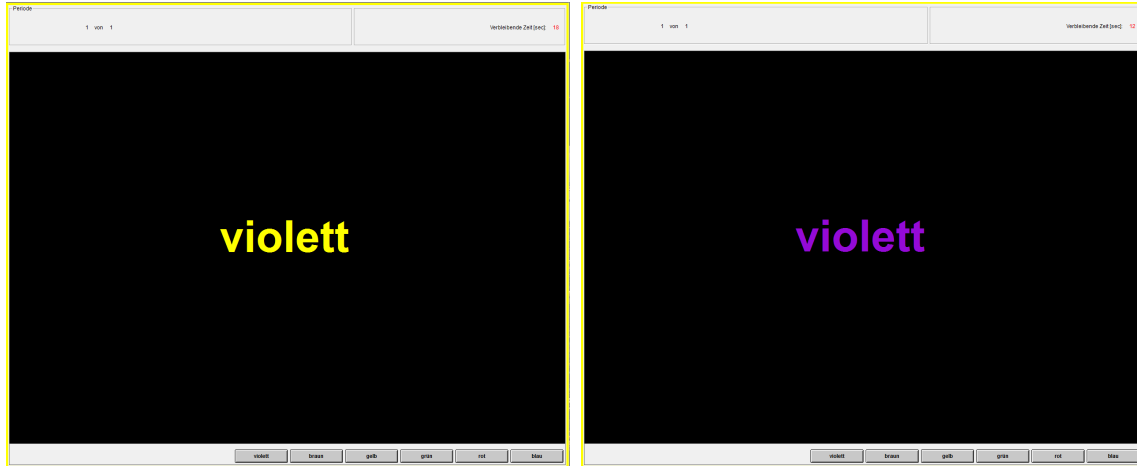 Periode
1 von 1
Verbleibende Zeit [sec]: 18
violett
violett braun gelb grün rot blau
Periode
1 von 1
Verbleibende Zeit [sec]: 12
violett
violett braun gelb grün rot blau